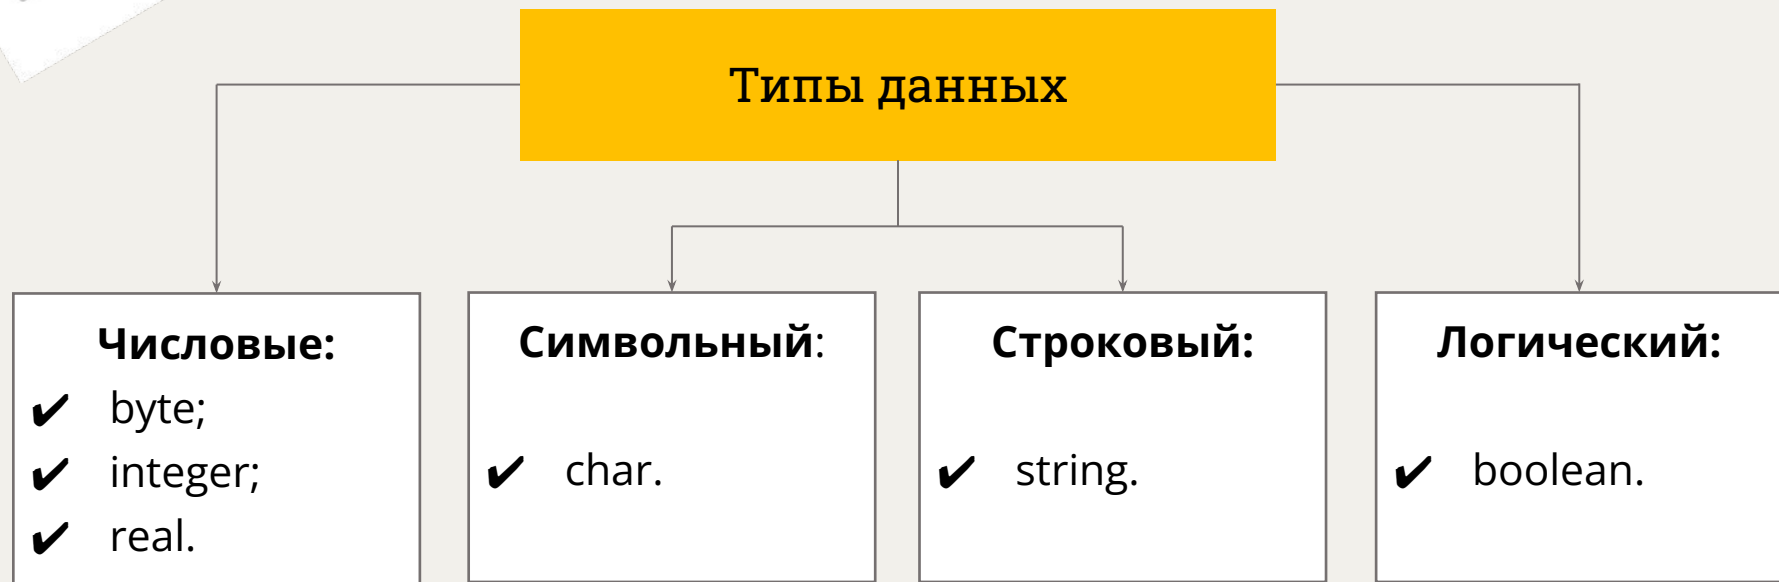 Типы данных
Числовые:
✔ byte;
✔ integer;
✔ real.
Символьный:
✔ char.
Строковый:
✔ string.
Логический:
✔ boolean.